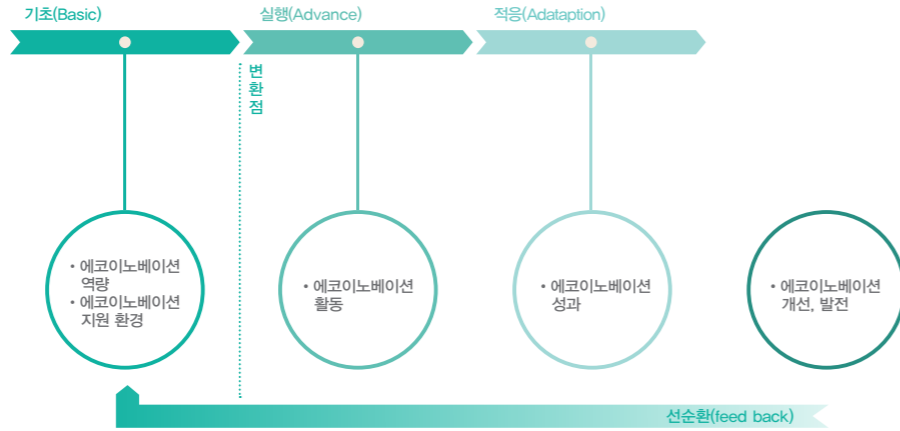 기초(Basic)
실행(Advance)
적응(Adataption)
변
환
점
• 에코이노베이션
역량
• 에코이노베이션
지원 환경
• 에코이노베이션
활동
• 에코이노베이션
성과
• 에코이노베이션
개선, 발전
선순환(feed back)